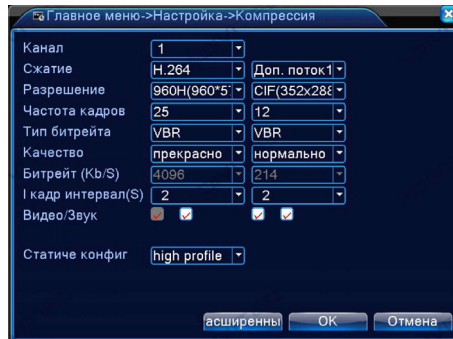 Главное меню->Настройка->Компрессия
Канал 1
Сжатие H.264 Доп. поток1
Разрешение 960H(960*5 CIF(352x288
Частота кадров 25 12
Тип битрейта VBR VBR
Качество прекрасно нормально
Битрейт (Kb/S) 4096 214
I кадр интервал(S) 2 2
Видео/Звук
Статиче конфиг high profile
асширенны OK Отмена